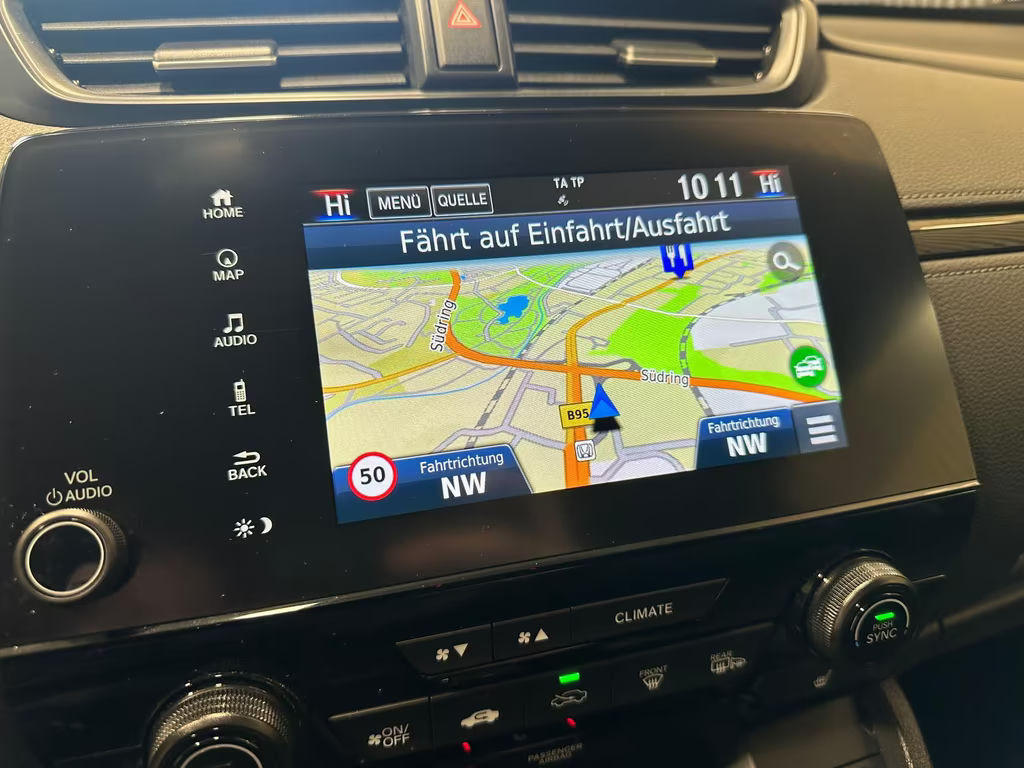 Hi MENÜ QUELLE TA TP 10 11 Hi
Fährt auf Einfahrt/Ausfahrt
Südring
Südring
B95
50
Fahrtrichtung
NW
Fahrtrichtung
NW
HOME
MAP
AUDIO
TEL
BACK
VOL
AUDIO
CLIMATE
PUSH
SYNC
FRONT
REAR
ON/
OFF
PASSENGER
AIRBAG